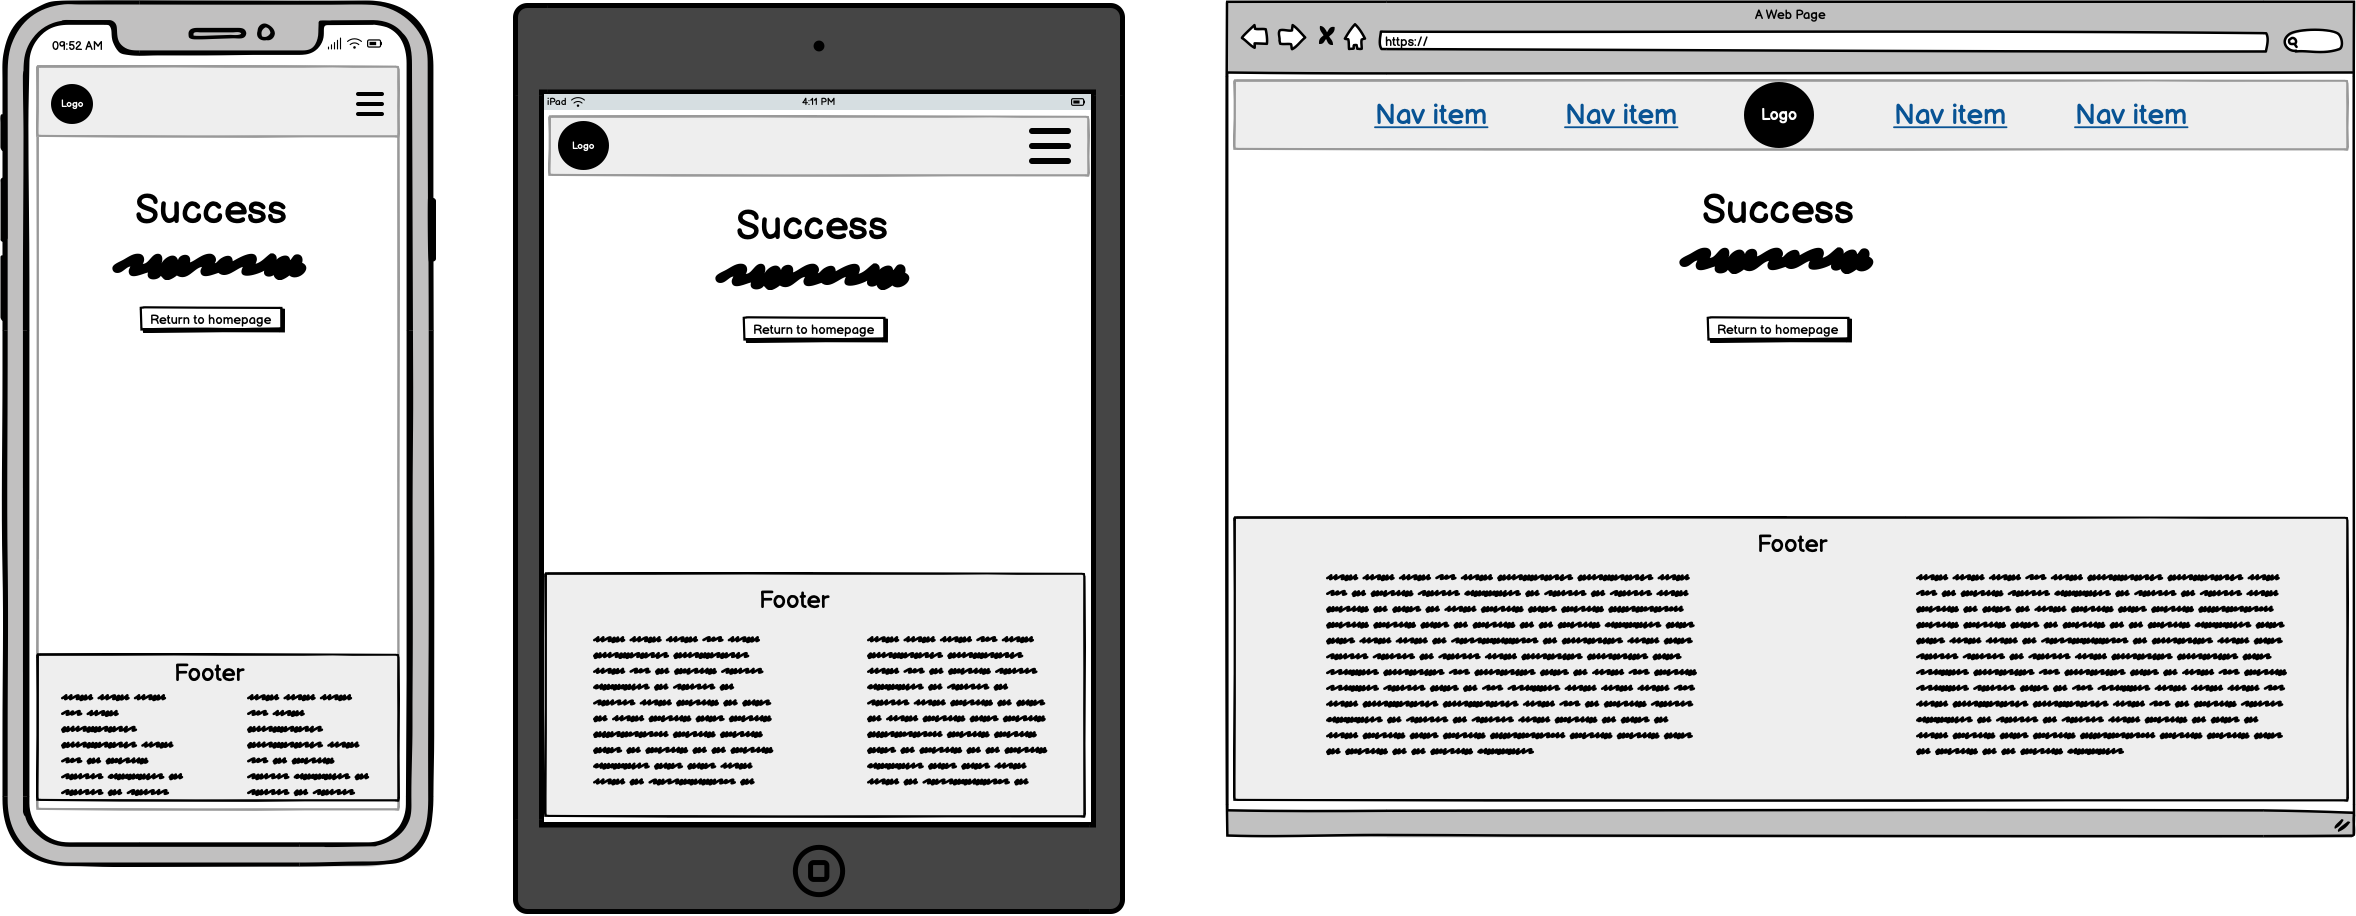 09:52 AM
Logo
Success
Return to homepage
Footer
iPad
4:11 PM
Logo
Success
Return to homepage
Footer
A Web Page
https://
Nav item Nav item Logo Nav item Nav item
Success
Return to homepage
Footer